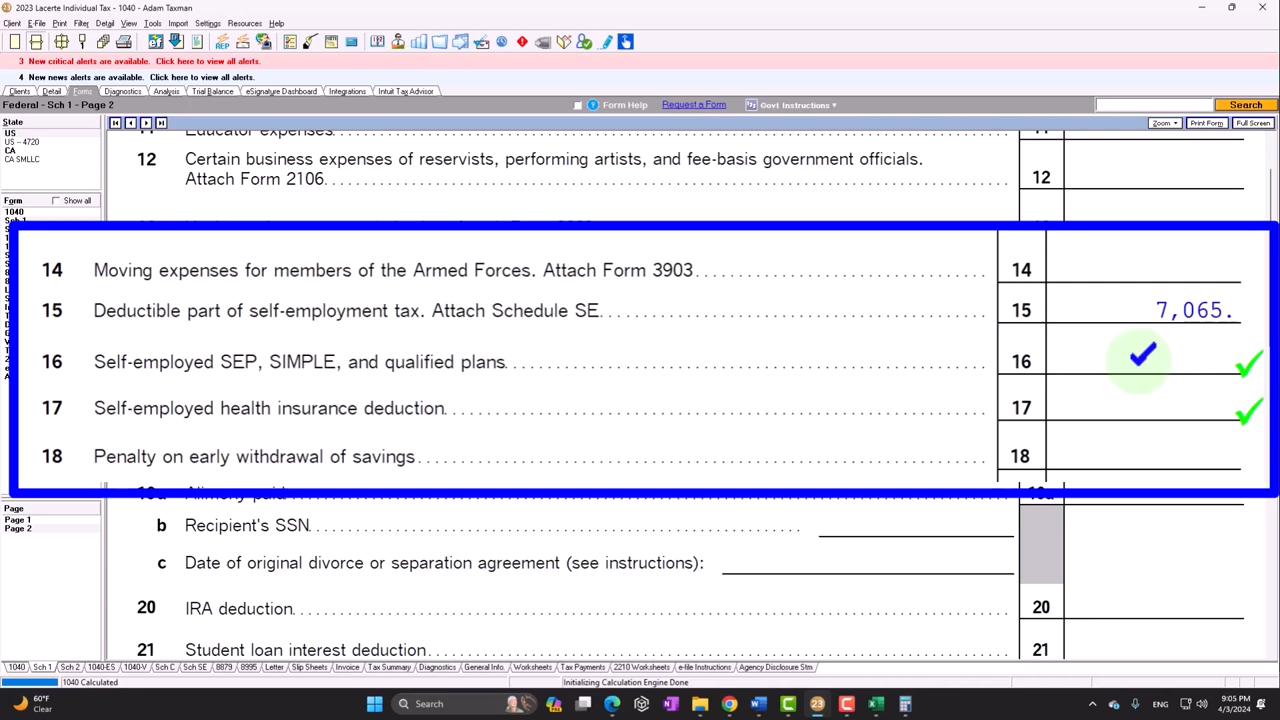 2023 Lacerte Individual Tax - 1040 - Adam Taxman
Client E-File Print Filter Detail View Tools Import Settings Resources Help
3 New critical alerts are available. Click here to view all alerts.
4 New news alerts are available. Click here to view all alerts.
Clients Detail Forms Diagnostics Analysis Trial Balance eSignature Dashboard Integrations Intuit Tax Advisor
Federal - Sch 1 - Page 2
Form Help Request a Form Govt Instructions Search
State
Zoom Print Form Full Screen
US
US - 4720
CA
CA SMLLC
Form Show all
1040
Sch 1
11 Educator expenses 11
12 Certain business expenses of reservists, performing artists, and fee-basis government officials.
Attach Form 2106 12
14 Moving expenses for members of the Armed Forces. Attach Form 3903 14
15 Deductible part of self-employment tax. Attach Schedule SE 15 7,065.
16 Self-employed SEP, SIMPLE, and qualified plans 16
17 Self-employed health insurance deduction 17
18 Penalty on early withdrawal of savings 18
19a Alimony paid 19a
b Recipient's SSN
c Date of original divorce or separation agreement (see instructions):
20 IRA deduction 20
21 Student loan interest deduction 21
Page
Page 1
Page 2
1040 Sch 1 Sch 2 1040-ES 1040-V Sch C Sch SE 8879 8995 Letter Slip Sheets Invoice Tax Summary Diagnostics General Info. Worksheets Tax Payments 2210 Worksheets e-file Instructions Agency Disclosure Stm
1040 Calculated Initializing Calculation Engine Done
60°F
Clear
Search
9:05 PM
4/3/2024